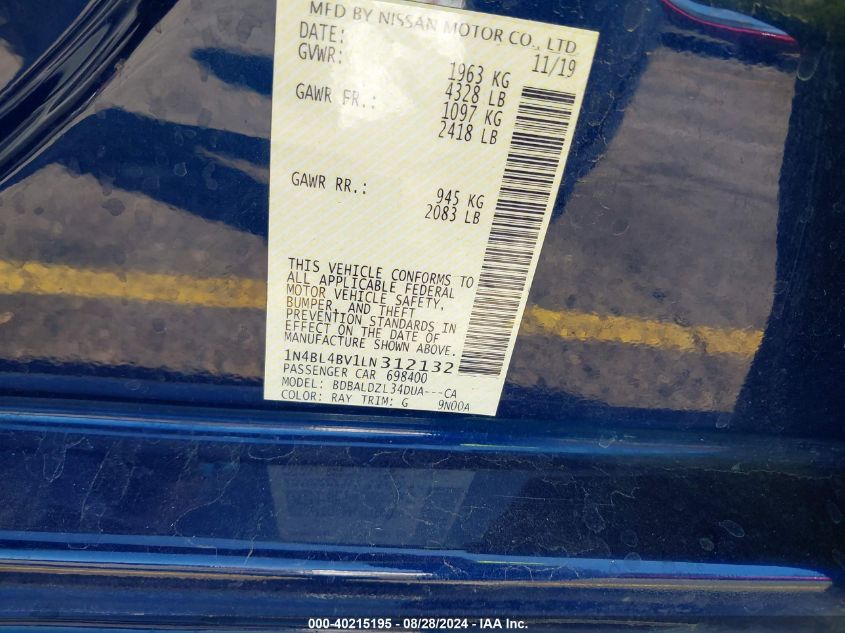 MFD BY NISSAN MOTOR CO., LTD
DATE: 11/19
GVWR: 1963 KG
4328 LB
GAWR FR.: 1097 KG
2418 LB
GAWR RR.: 945 KG
2083 LB
THIS VEHICLE CONFORMS TO
ALL APPLICABLE FEDERAL
MOTOR VEHICLE SAFETY,
BUMPER, AND THEFT
PREVENTION STANDARDS IN
EFFECT ON THE DATE OF
MANUFACTURE SHOWN ABOVE.
1N4BL4BV1LN312132
PASSENGER CAR 698400
MODEL: BDBALDZL34DUA---CA
COLOR: RAY TRIM: G 9N00A
000-40215195 - 08/28/2024 - IAA Inc.